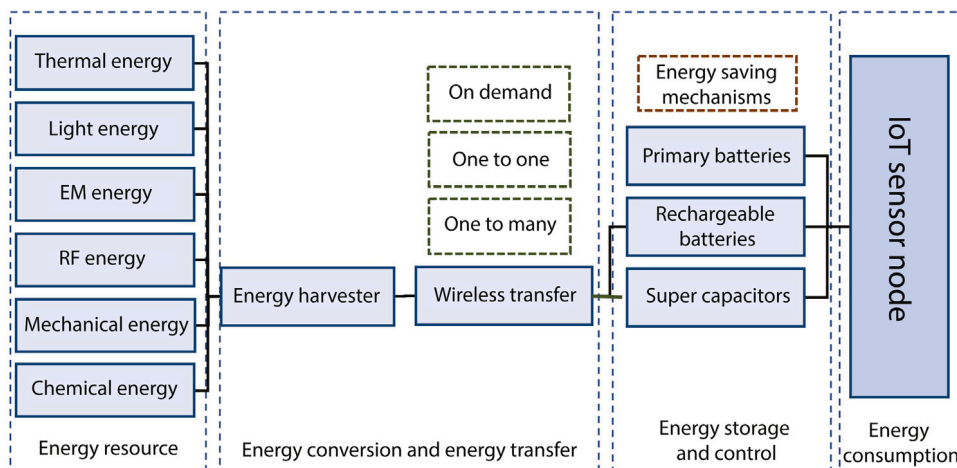 Thermal energy
Light energy
EM energy
RF energy
Mechanical energy
Chemical energy
Energy resource
On demand
One to one
One to many
Energy harvester
Wireless transfer
Energy conversion and energy transfer
Energy saving
mechanisms
Primary batteries
Rechargeable
batteries
Super capacitors
Energy storage
and control
IoT sensor node
Energy
consumption